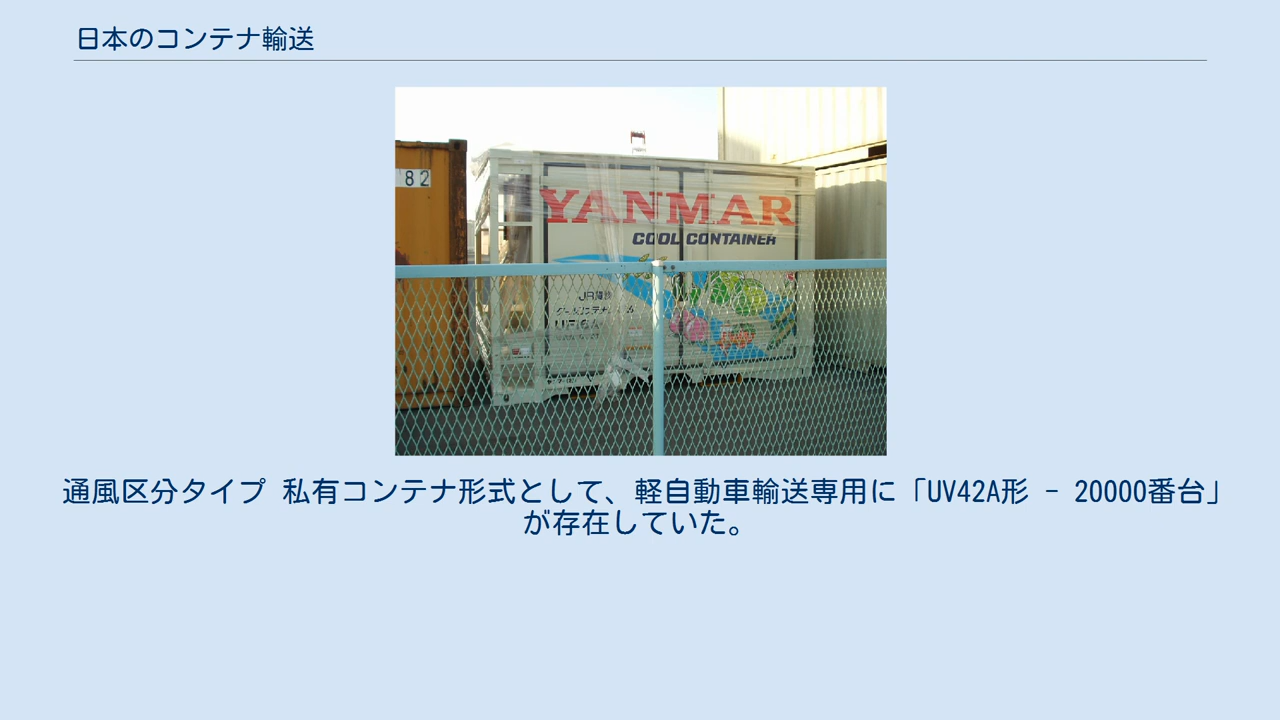 日本のコンテナ輸送
82
YANMAR
COOL CONTAINER
通風区分タイプ 私有コンテナ形式として、軽自動車輸送専用に「UV42A形 - 20000番台」
が存在していた。